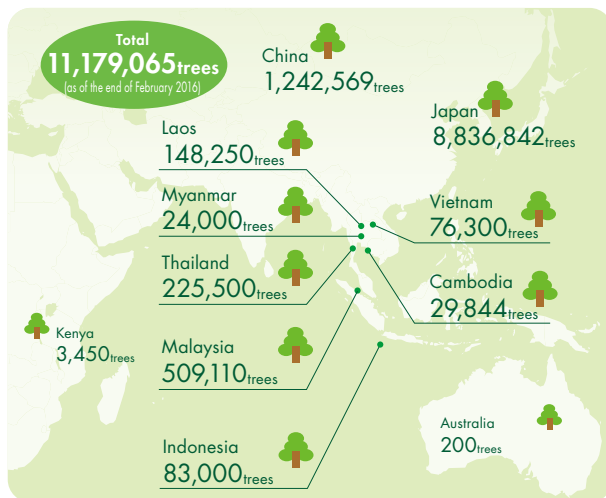 Total
11,179,065trees
(as of the end of February 2016)
China
1,242,569trees
Japan
8,836,842trees
Laos
148,250trees
Myanmar
24,000trees
Vietnam
76,300trees
Thailand
225,500trees
Cambodia
29,844trees
Kenya
3,450trees
Malaysia
509,110trees
Australia
200trees
Indonesia
83,000trees